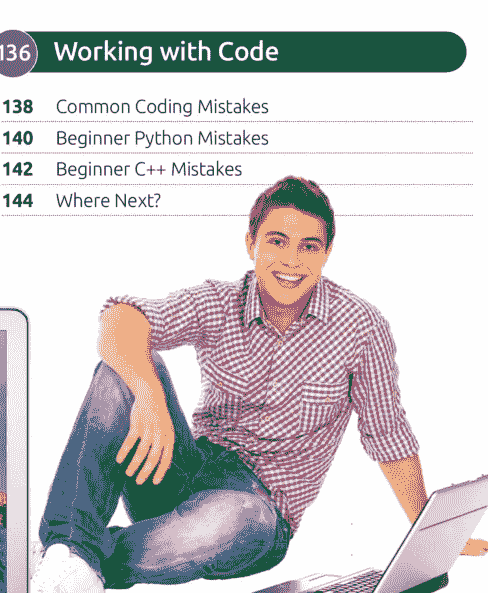 136 Working with Code
138 Common Coding Mistakes
140 Beginner Python Mistakes
142 Beginner C++ Mistakes
144 Where Next?